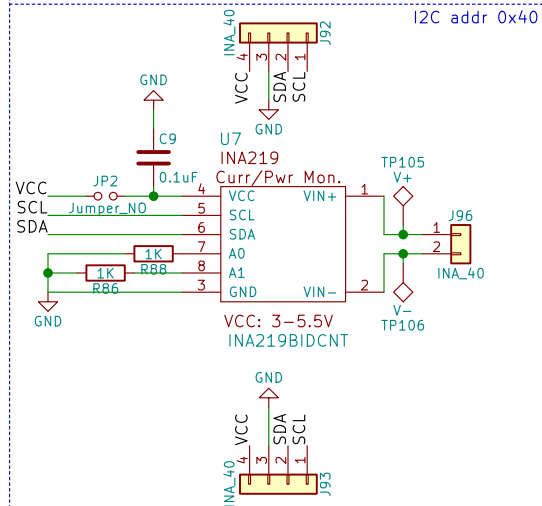 I2C addr 0x40
INA_40
J92
4
3
2
1
VCC
SDA
SCL
GND
GND
C9
0.1uF
U7
INA219
Curr/Pwr Mon.
TP105
V+
VCC
JP2
Jumper_NO
SCL
SDA
4 VCC VIN+ 1
5 SCL
6 SDA
7 A0
8 A1
3 GND VIN- 2
1K
R88
1K
R86
GND
J96
1
2
INA_40
V-
TP106
VCC: 3-5.5V
INA219BIDCNT
GND
VCC
SDA
SCL
4
3
2
1
INA_40
J93